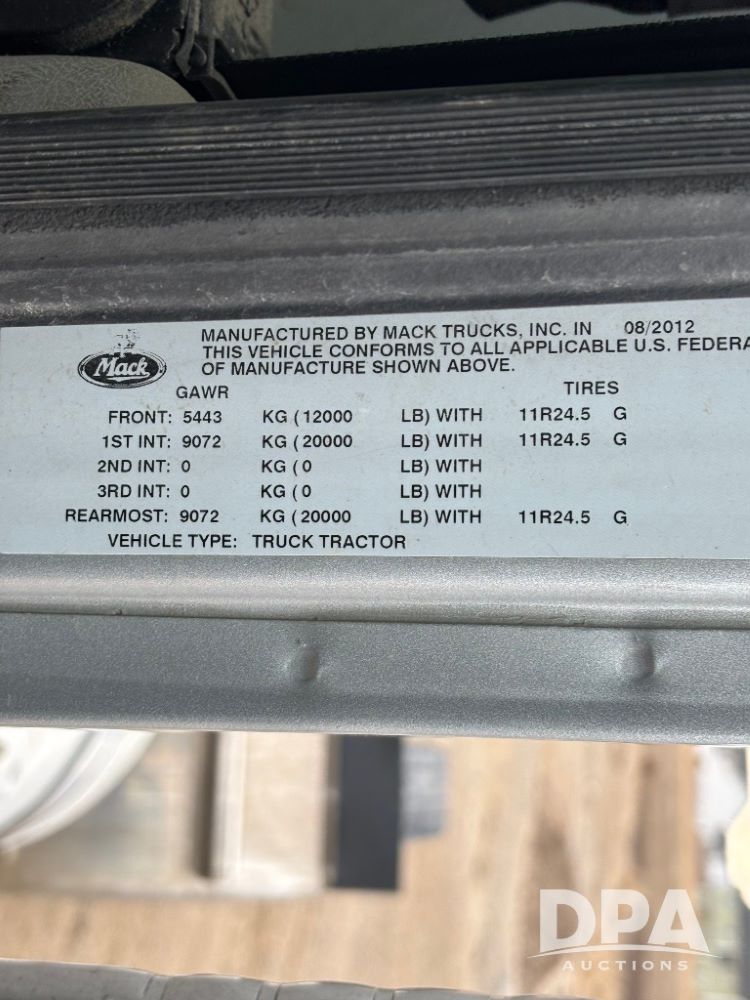 Mack
MANUFACTURED BY MACK TRUCKS, INC. IN 08/2012
THIS VEHICLE CONFORMS TO ALL APPLICABLE U.S. FEDERA
OF MANUFACTURE SHOWN ABOVE.
GAWR TIRES
FRONT: 5443 KG ( 12000 LB) WITH 11R24.5 G
1ST INT: 9072 KG ( 20000 LB) WITH 11R24.5 G
2ND INT: 0 KG ( 0 LB) WITH
3RD INT: 0 KG ( 0 LB) WITH
REARMOST: 9072 KG ( 20000 LB) WITH 11R24.5 G
VEHICLE TYPE: TRUCK TRACTOR
DPA
AUCTIONS